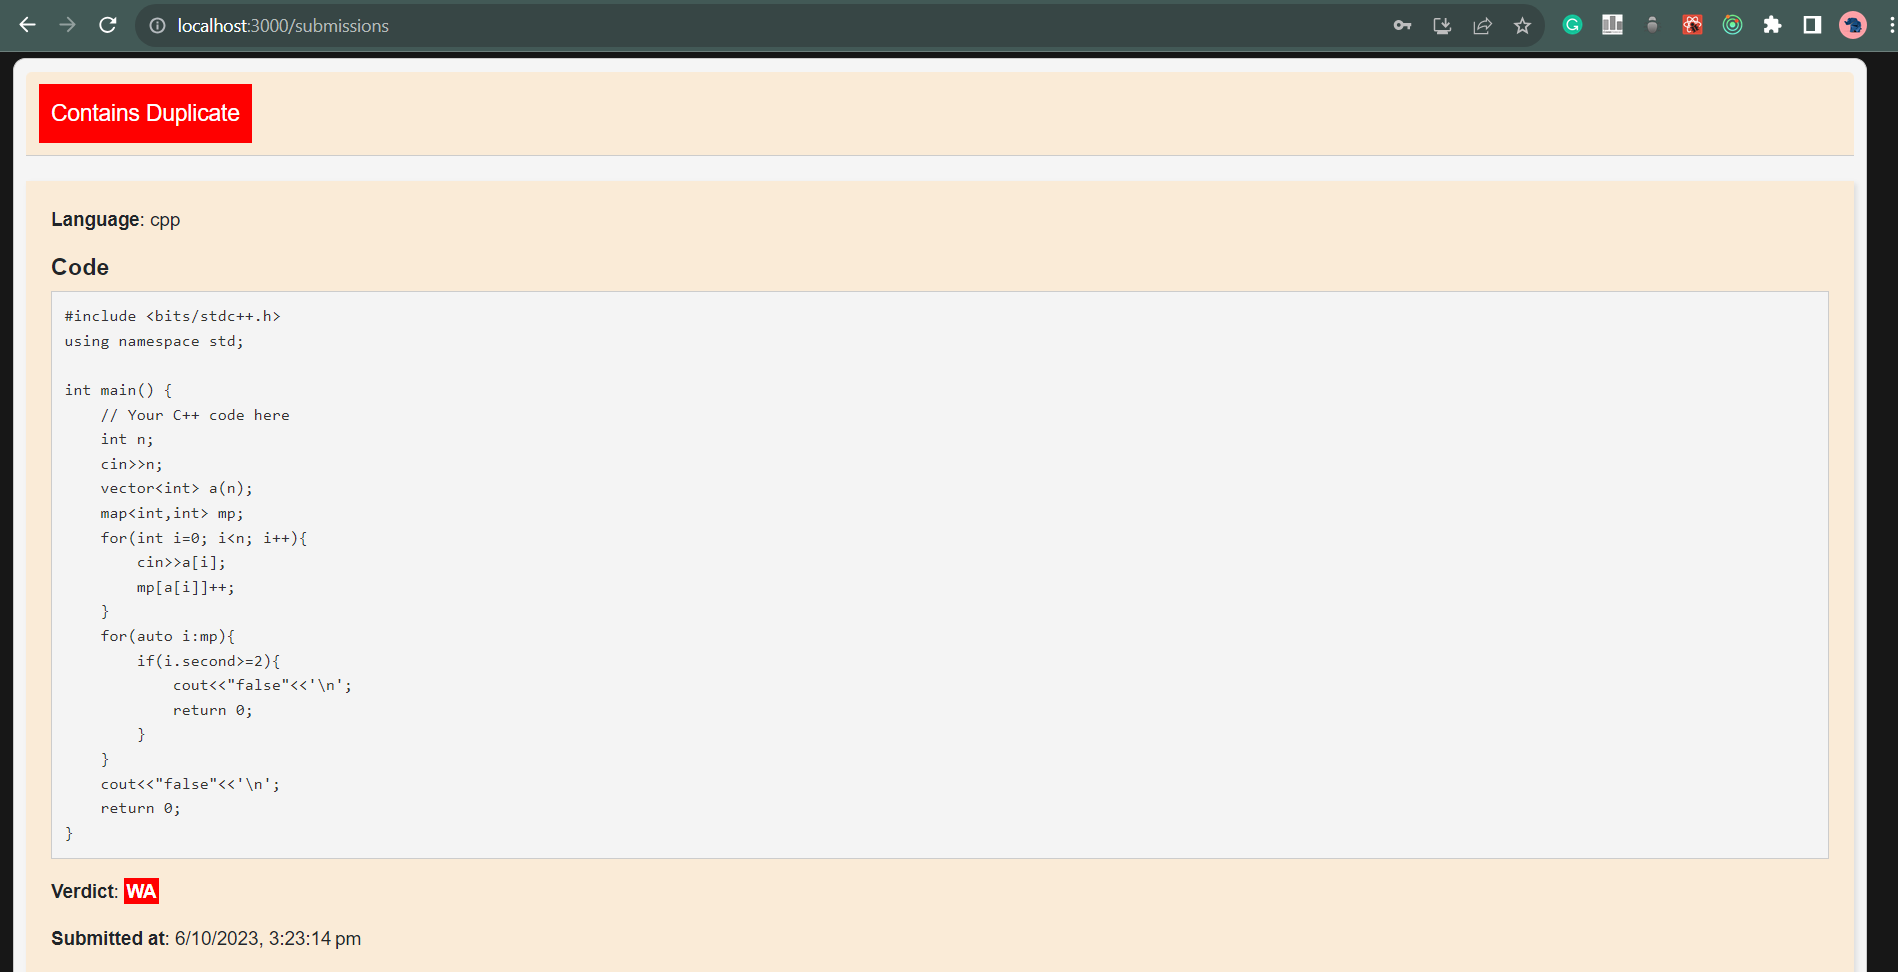 localhost:3000/submissions
Contains Duplicate
Language: cpp
Code
#include <bits/stdc++.h>
using namespace std;

int main() {
    // Your C++ code here
    int n;
    cin>>n;
    vector<int> a(n);
    map<int,int> mp;
    for(int i=0; i<n; i++){
        cin>>a[i];
        mp[a[i]]++;
    }
    for(auto i:mp){
        if(i.second>=2){
            cout<<"false"<<'\n';
            return 0;
        }
    }
    cout<<"false"<<'\n';
    return 0;
}
Verdict: WA
Submitted at: 6/10/2023, 3:23:14 pm